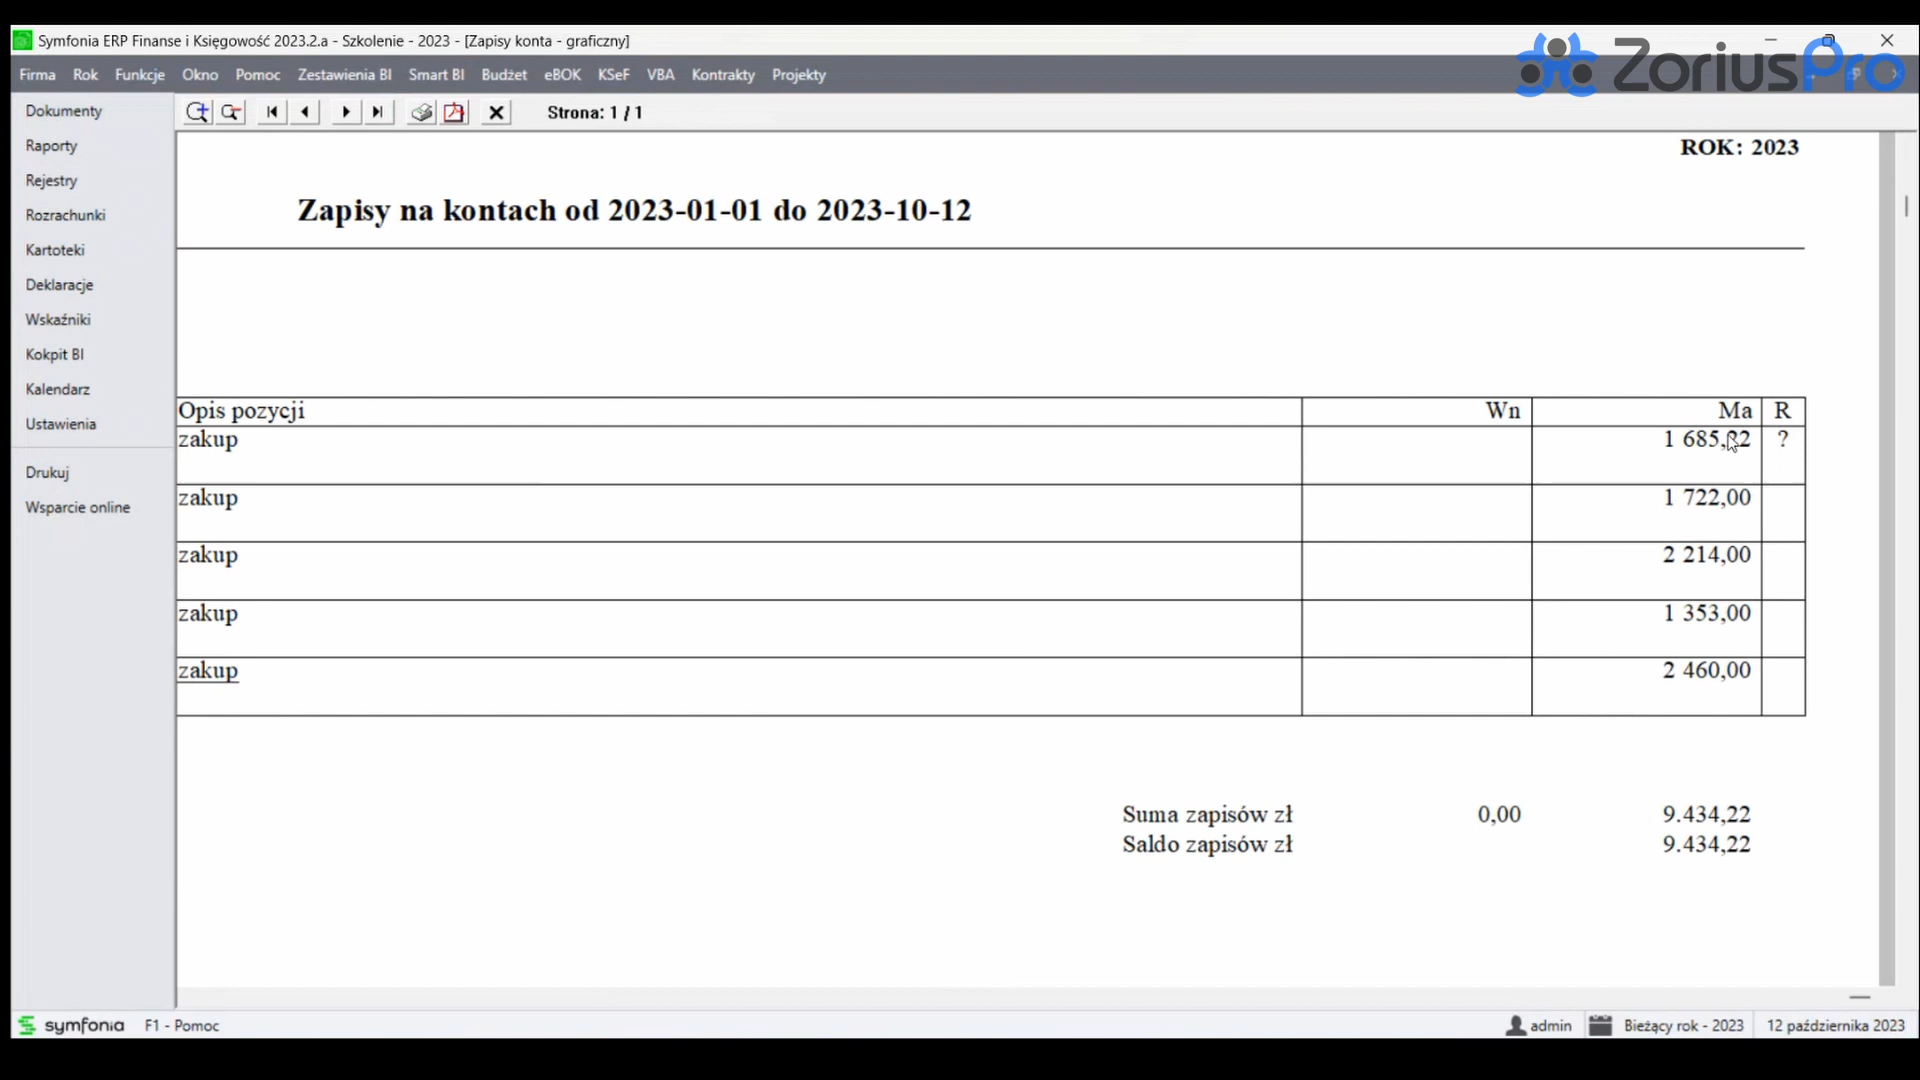 Symfonia ERP Finanse i Księgowość 2023.2.a - Szkolenie - 2023 - [Zapisy konta - graficzny]
ZoriusPro
Firma Rok Funkcje Okno Pomoc Zestawienia BI Smart BI Budżet eBOK KSeF VBA Kontrakty Projekty
Dokumenty
Raporty
Rejestry
Rozrachunki
Kartoteki
Deklaracje
Wskaźniki
Kokpit BI
Kalendarz
Ustawienia
Drukuj
Wsparcie online
Strona: 1 / 1
ROK: 2023
Zapisy na kontach od 2023-01-01 do 2023-10-12
Opis pozycji Wn Ma R
zakup 1 685,22 ?
zakup 1 722,00
zakup 2 214,00
zakup 1 353,00
zakup 2 460,00
Suma zapisów zł 0,00 9.434,22
Saldo zapisów zł 9.434,22
symfonia F1 - Pomoc admin Bieżący rok - 2023 12 października 2023